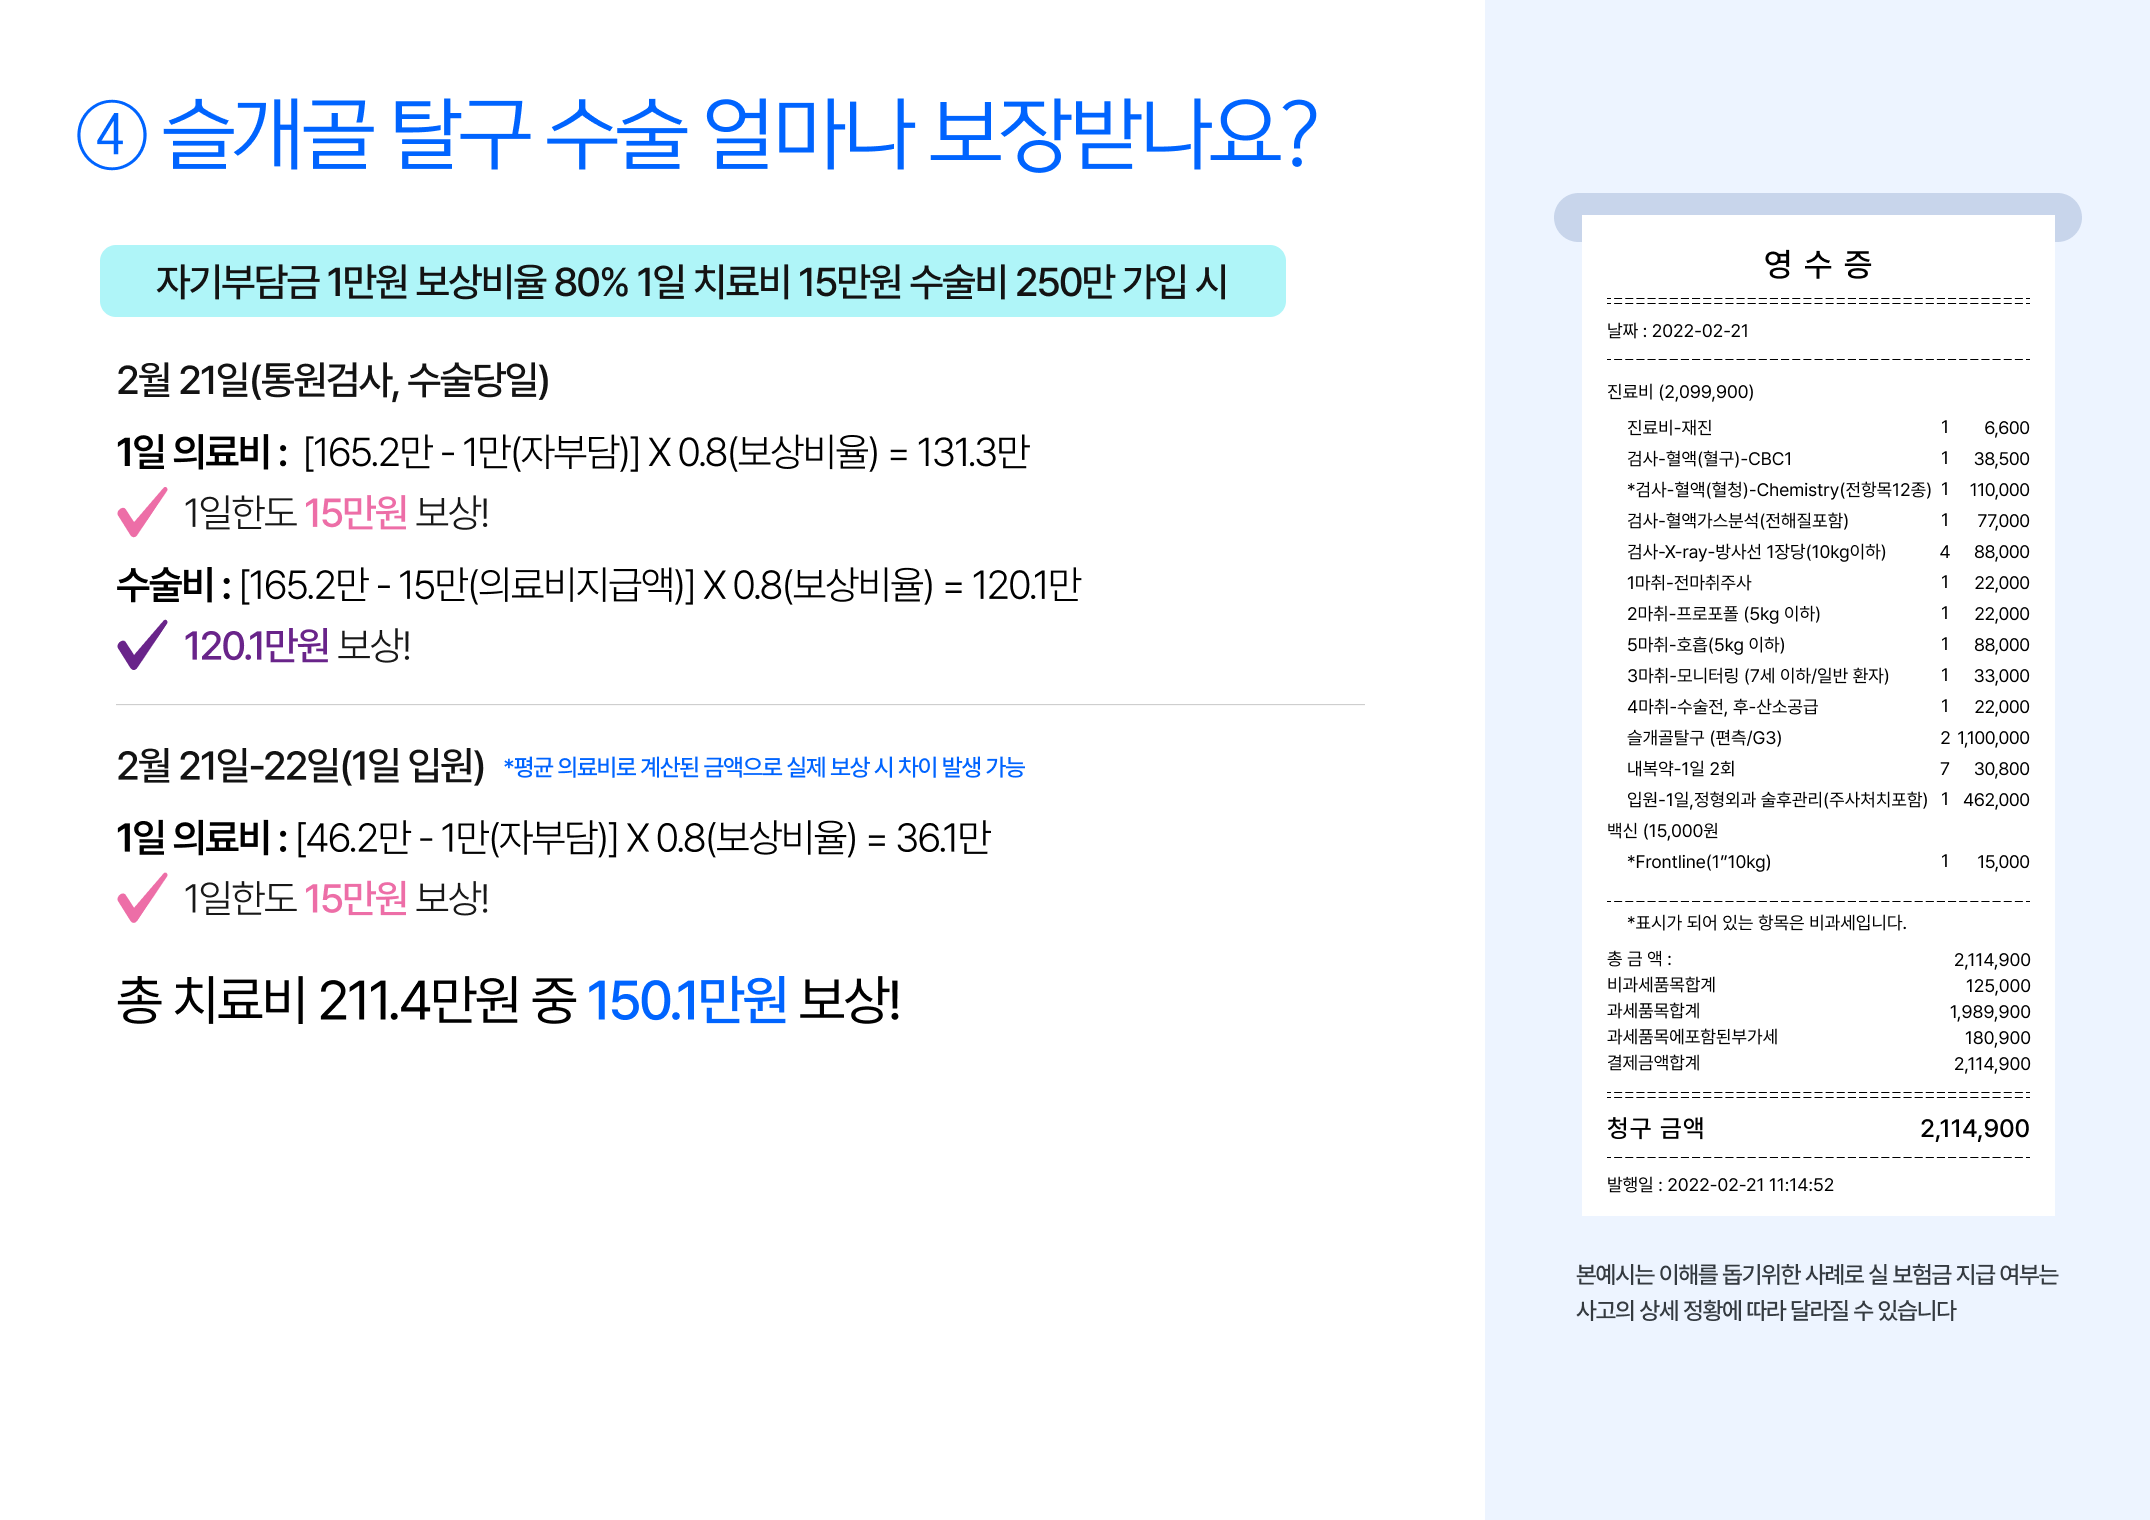 ④ 슬개골 탈구 수술 얼마나 보장받나요?
자기부담금 1만원 보상비율 80% 1일 치료비 15만원 수술비 250만 가입 시
2월 21일(통원검사, 수술당일)
1일 의료비 : [165.2만 - 1만(자부담)] X 0.8(보상비율) = 131.3만
1일한도 15만원 보상!
수술비 : [165.2만 - 15만(의료비지급액)] X 0.8(보상비율) = 120.1만
120.1만원 보상!
2월 21일-22일(1일 입원) *평균 의료비로 계산된 금액으로 실제 보상 시 차이 발생 가능
1일 의료비 : [46.2만 - 1만(자부담)] X 0.8(보상비율) = 36.1만
1일한도 15만원 보상!
총 치료비 211.4만원 중 150.1만원 보상!
영 수 증
날짜 : 2022-02-21
진료비 (2,099,900)
진료비-재진 1 6,600
검사-혈액(혈구)-CBC1 1 38,500
*검사-혈액(혈청)-Chemistry(전항목12종) 1 110,000
검사-혈액가스분석(전해질포함) 1 77,000
검사-X-ray-방사선 1장당(10kg이하) 4 88,000
1마취-전마취주사 1 22,000
2마취-프로포폴 (5kg 이하) 1 22,000
5마취-호흡(5kg 이하) 1 88,000
3마취-모니터링 (7세 이하/일반 환자) 1 33,000
4마취-수술전, 후-산소공급 1 22,000
슬개골탈구 (편측/G3) 2 1,100,000
내복약-1일 2회 7 30,800
입원-1일,정형외과 술후관리(주사처치포함) 1 462,000
백신 (15,000원
*Frontline(1”10kg) 1 15,000
*표시가 되어 있는 항목은 비과세입니다.
총 금 액 : 2,114,900
비과세품목합계 125,000
과세품목합계 1,989,900
과세품목에포함된부가세 180,900
결제금액합계 2,114,900
청구 금액 2,114,900
발행일 : 2022-02-21 11:14:52
본예시는 이해를 돕기위한 사례로 실 보험금 지급 여부는
사고의 상세 정황에 따라 달라질 수 있습니다